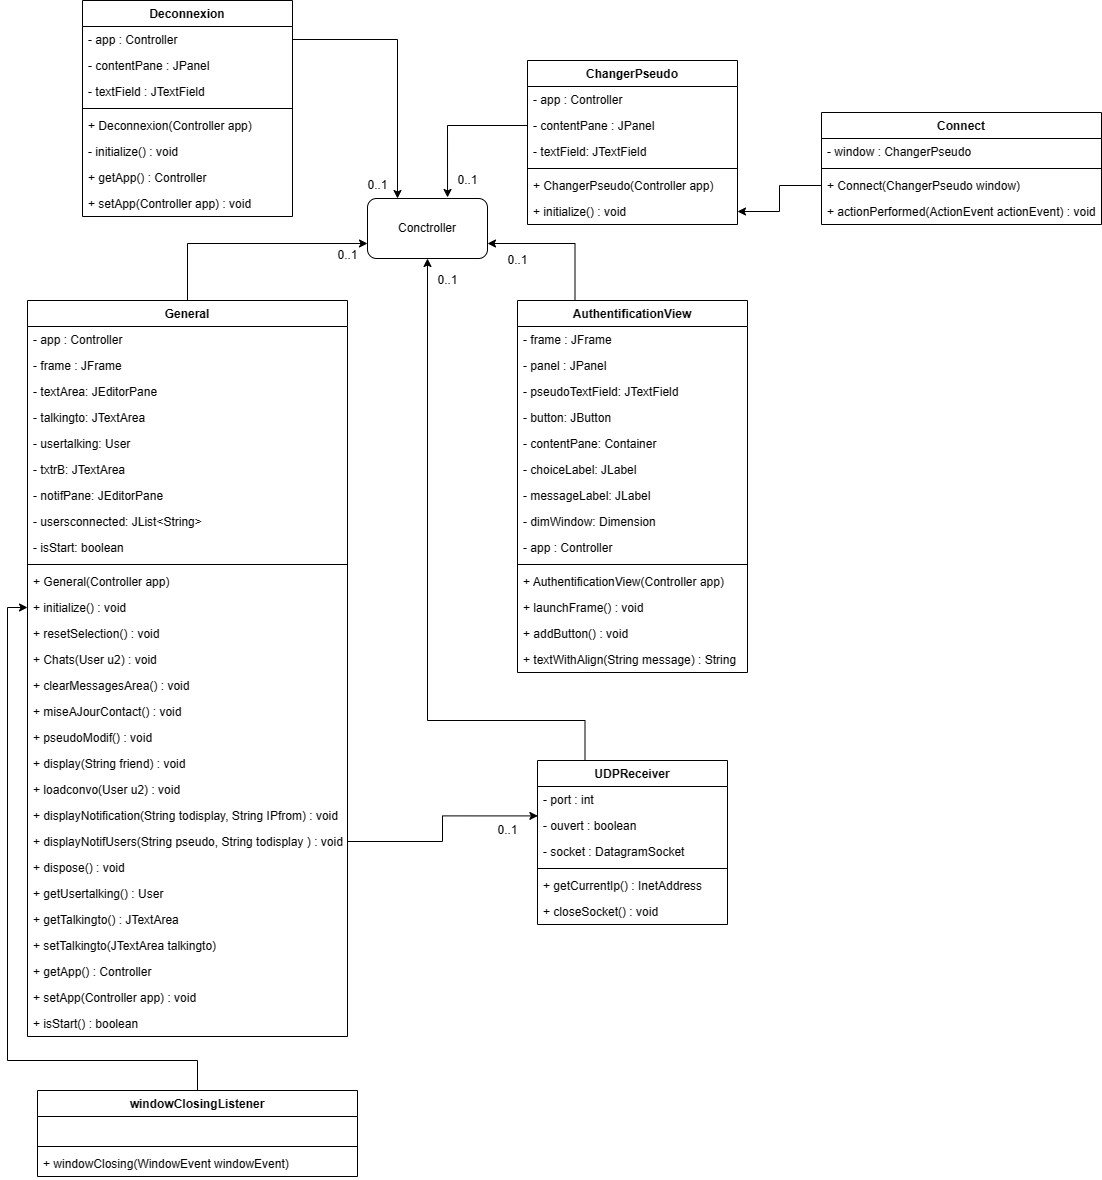 Deconnexion
- app : Controller
- contentPane : JPanel
- textField : JTextField
+ Deconnexion(Controller app)
- initialize() : void
+ getApp() : Controller
+ setApp(Controller app) : void
ChangerPseudo
- app : Controller
- contentPane : JPanel
- textField: JTextField
+ ChangerPseudo(Controller app)
+ initialize() : void
Connect
- window : ChangerPseudo
+ Connect(ChangerPseudo window)
+ actionPerformed(ActionEvent actionEvent) : void
0..1
0..1
Conctroller
0..1
0..1
0..1
General
- app : Controller
- frame : JFrame
- textArea: JEditorPane
- talkingto: JTextArea
- usertalking: User
- txtrB: JTextArea
- notifPane: JEditorPane
- usersconnected: JList<String>
- isStart: boolean
+ General(Controller app)
+ initialize() : void
+ resetSelection() : void
+ Chats(User u2) : void
+ clearMessagesArea() : void
+ miseAJourContact() : void
+ pseudoModif() : void
+ display(String friend) : void
+ loadconvo(User u2) : void
+ displayNotification(String todisplay, String IPfrom) : void
+ displayNotifUsers(String pseudo, String todisplay ) : void
+ dispose() : void
+ getUsertalking() : User
+ getTalkingto() : JTextArea
+ setTalkingto(JTextArea talkingto)
+ getApp() : Controller
+ setApp(Controller app) : void
+ isStart() : boolean
AuthentificationView
- frame : JFrame
- panel : JPanel
- pseudoTextField: JTextField
- button: JButton
- contentPane: Container
- choiceLabel: JLabel
- messageLabel: JLabel
- dimWindow: Dimension
- app : Controller
+ AuthentificationView(Controller app)
+ launchFrame() : void
+ addButton() : void
+ textWithAlign(String message) : String
UDPReceiver
- port : int
- ouvert : boolean
- socket : DatagramSocket
+ getCurrentIp() : InetAddress
+ closeSocket() : void
0..1
windowClosingListener
+ windowClosing(WindowEvent windowEvent)